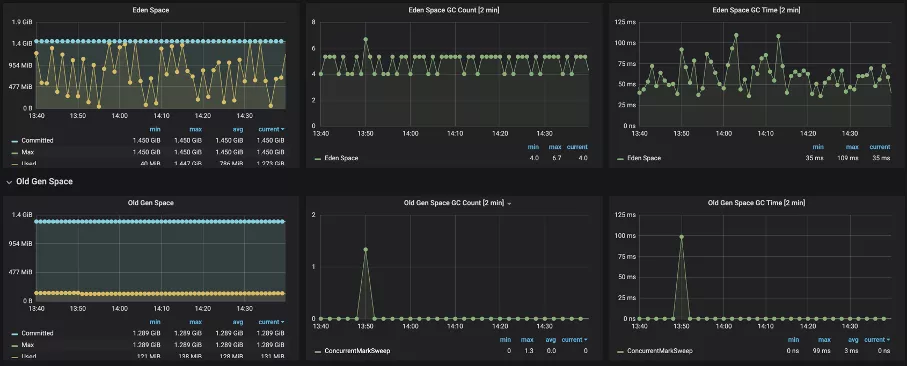 Eden Space
1.9 GiB
1.4 GiB
954 MiB
477 MiB
0 B
13:40 13:50 14:00 14:10 14:20 14:30
min max avg current
Committed 1.450 GiB 1.450 GiB 1.450 GiB 1.450 GiB
Max 1.450 GiB 1.450 GiB 1.450 GiB 1.450 GiB
Used 40 MiB 1.447 GiB 786 MiB 1.273 GiB
Eden Space GC Count [2 min]
8
6
4
2
0
13:40 13:50 14:00 14:10 14:20 14:30
min max current
Eden Space 4.0 6.7 4.0
Eden Space GC Time [2 min]
125 ms
100 ms
75 ms
50 ms
25 ms
0 ns
13:40 13:50 14:00 14:10 14:20 14:30
min max current
Eden Space 35 ms 109 ms 35 ms
Old Gen Space
Old Gen Space
1.4 GiB
954 MiB
477 MiB
0 B
13:40 13:50 14:00 14:10 14:20 14:30
min max avg current
Committed 1.289 GiB 1.289 GiB 1.289 GiB 1.289 GiB
Max 1.289 GiB 1.289 GiB 1.289 GiB 1.289 GiB
Used 121 MiB 138 MiB 128 MiB 131 MiB
Old Gen Space GC Count [2 min]
2
1
0
13:40 13:50 14:00 14:10 14:20 14:30
min max avg current
ConcurrentMarkSweep 0 1.3 0.0 0
Old Gen Space GC Time [2 min]
125 ms
100 ms
75 ms
50 ms
25 ms
0 ns
13:40 13:50 14:00 14:10 14:20 14:30
min max avg current
ConcurrentMarkSweep 0 ns 99 ms 3 ms 0 ns